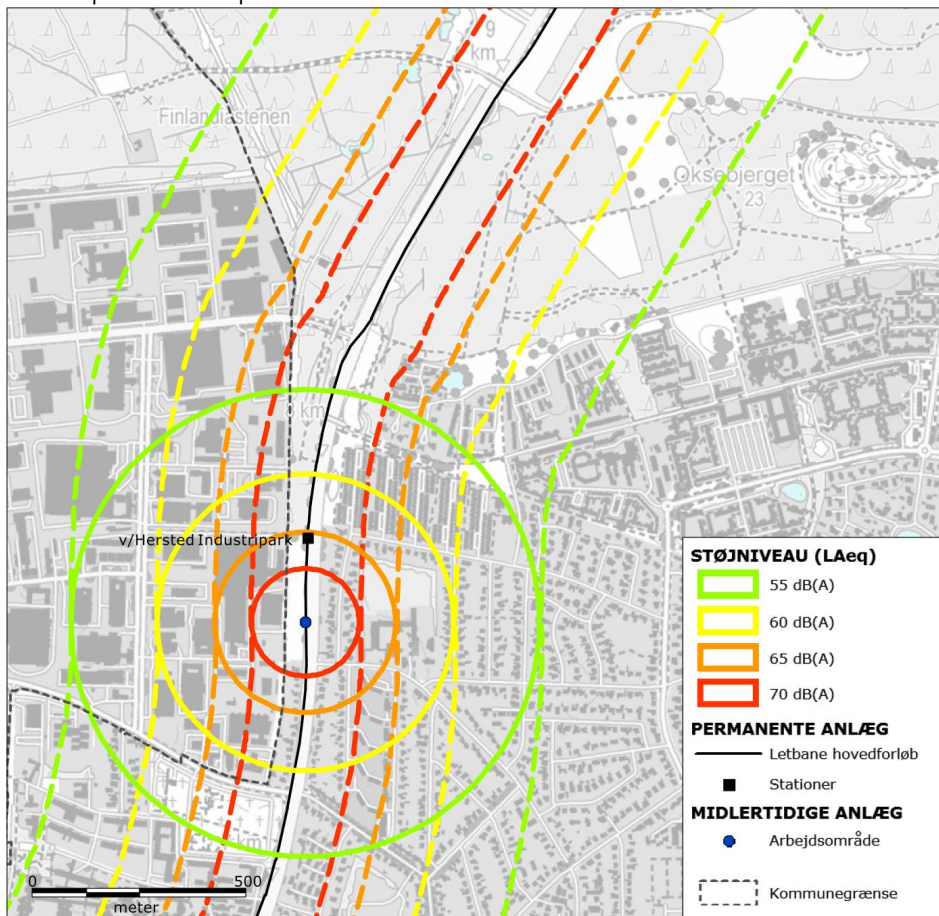 9
km
Finlandiastenen
Oksebjerget
23
km
v/Hersted Industripark
STØJNIVEAU (LAeq)
55 dB(A)
60 dB(A)
65 dB(A)
70 dB(A)
PERMANENTE ANLÆG
Letbane hovedforløb
Stationer
MIDLERTIDIGE ANLÆG
Arbejdsområde
Kommunegrænse
0 500
meter